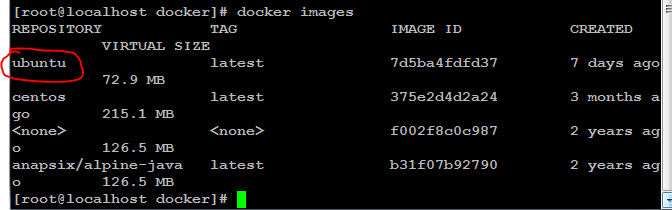 [root@localhost docker]# docker images
REPOSITORY TAG IMAGE ID CREATED
VIRTUAL SIZE
ubuntu latest 7d5ba4fdfd37 7 days ago
72.9 MB
centos latest 375e2d4d2a24 3 months a
go 215.1 MB
<none> <none> f002f8c0c987 2 years ag
o 126.5 MB
anapsix/alpine-java latest b31f07b92790 2 years ag
o 126.5 MB
[root@localhost docker]#